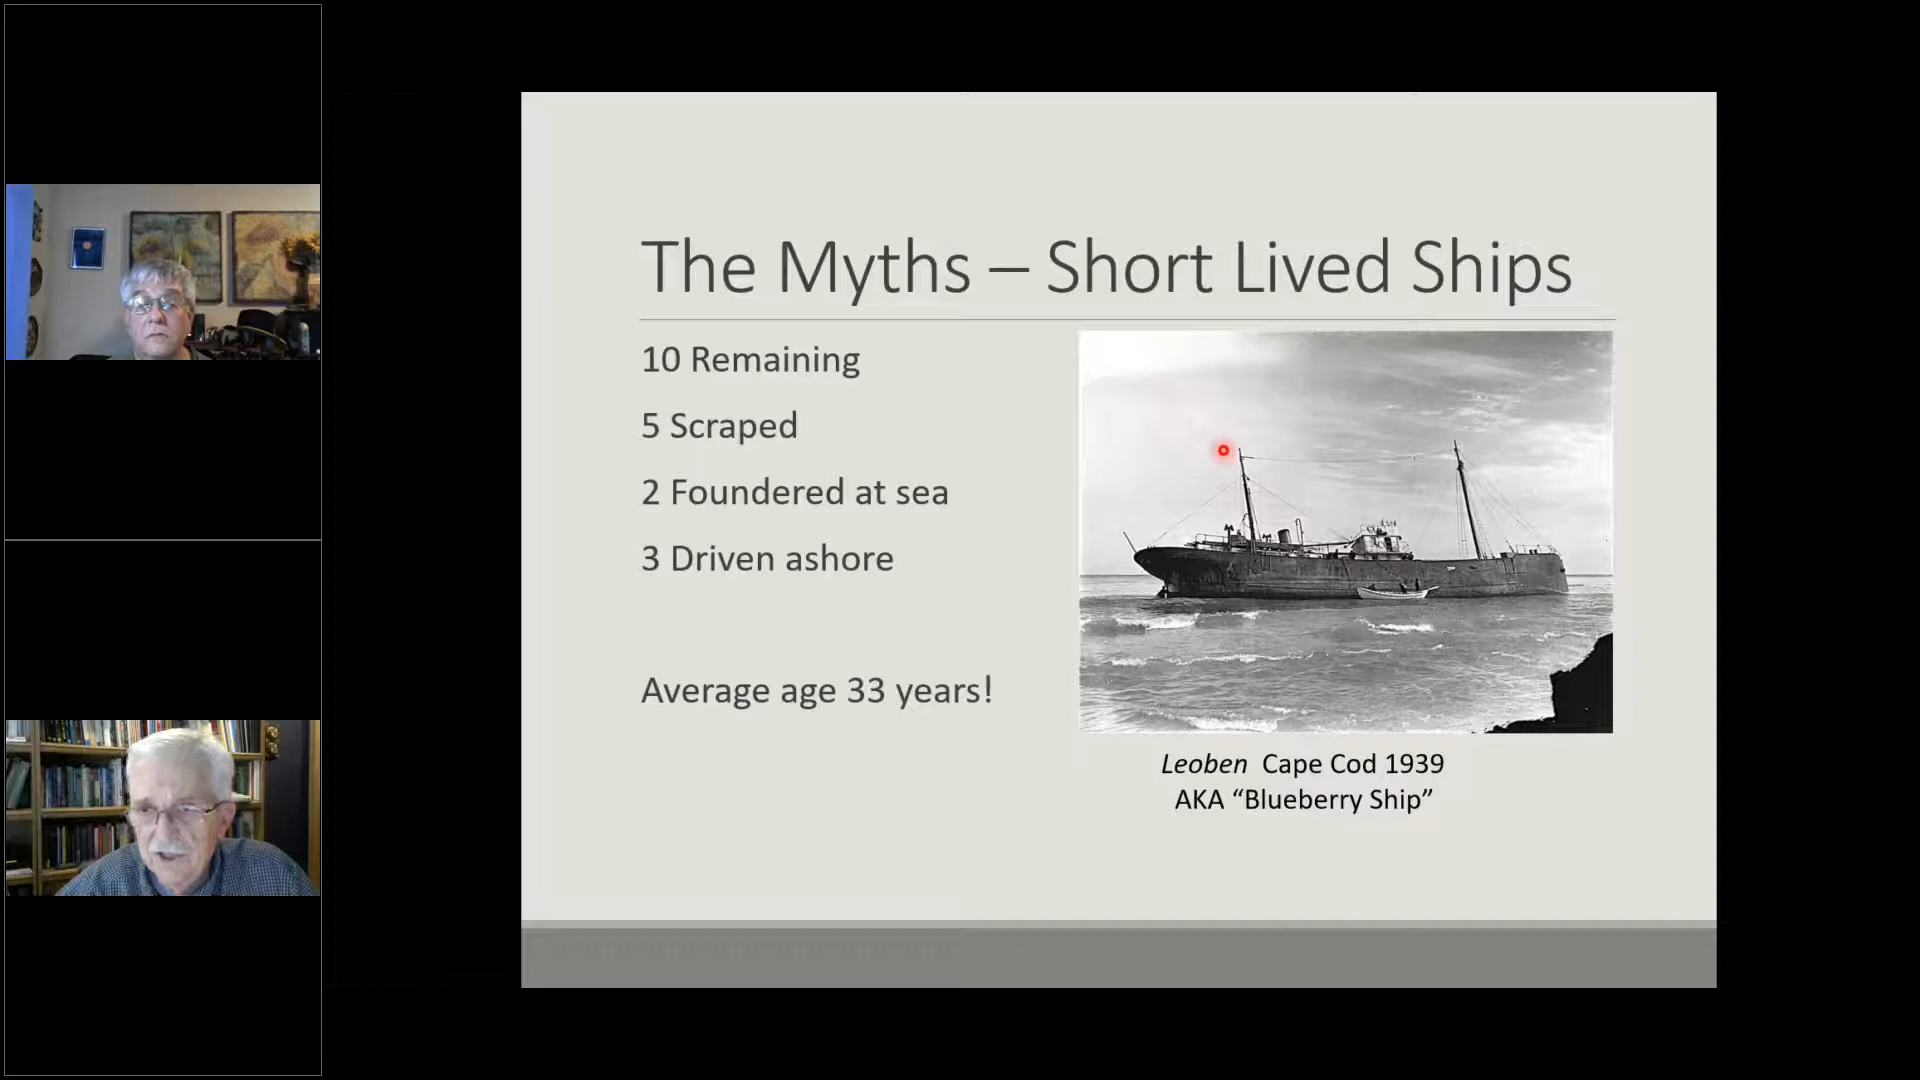 The Myths – Short Lived Ships
10 Remaining
5 Scraped
2 Foundered at sea
3 Driven ashore
Average age 33 years!
Leoben Cape Cod 1939
AKA “Blueberry Ship”